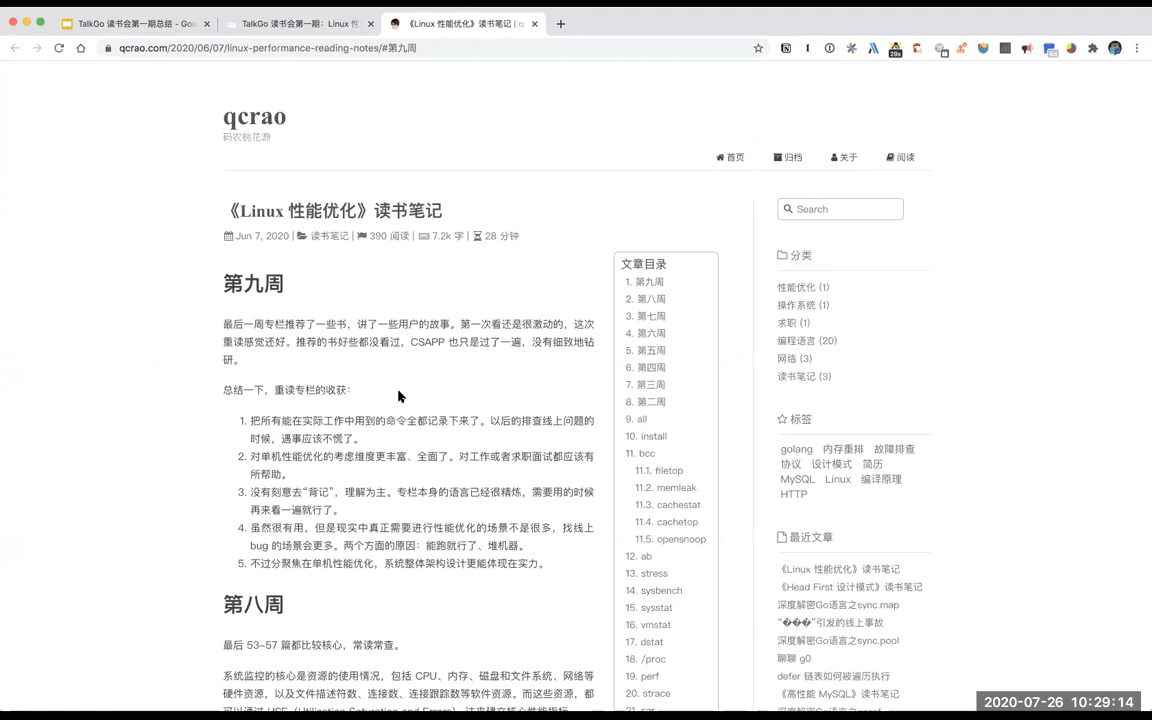 TalkGo 读书会第一期总结 - Goo
TalkGo 读书会第一期：Linux 性
《Linux 性能优化》读书笔记 | q
qcrao.com/2020/06/07/linux-performance-reading-notes/#第九周
qcrao
码农桃花源
首页 归档 关于 阅读
《Linux 性能优化》读书笔记
Jun 7, 2020 | 读书笔记 | 390 阅读 | 7.2k 字 | 28 分钟
第九周
最后一周专栏推荐了一些书，讲了一些用户的故事。第一次看还是很激动的，这次
重读感觉还好。推荐的书好些都没看过，CSAPP 也只是过了一遍，没有细致地钻
研。
总结一下，重读专栏的收获：
1. 把所有能在实际工作中用到的命令全都记录下来了。以后的排查线上问题的
时候，遇事应该不慌了。
2. 对单机性能优化的考虑维度更丰富、全面了。对工作或者求职面试都应该有
所帮助。
3. 没有刻意去“背记”，理解为主。专栏本身的语言已经很精炼，需要用的时候
再来看一遍就行了。
4. 虽然很有用，但是现实中真正需要进行性能优化的场景不是很多，找线上
bug 的场景会更多。两个方面的原因：能跑就行了、堆机器。
5. 不过分聚焦在单机性能优化，系统整体架构设计更能体现在实力。
第八周
最后 53-57 篇都比较核心，常读常查。
系统监控的核心是资源的使用情况，包括 CPU、内存、磁盘和文件系统、网络等
硬件资源，以及文件描述符数、连接数、连接跟踪数等软件资源。而这些资源，都
可以通过 USE（Utilization Saturation and Errors）法来建立核心性能指标。
文章目录
1. 第九周
2. 第八周
3. 第七周
4. 第六周
5. 第五周
6. 第四周
7. 第三周
8. 第二周
9. all
10. install
11. bcc
11.1. filetop
11.2. memleak
11.3. cachestat
11.4. cachetop
11.5. opensnoop
12. ab
13. stress
14. sysbench
15. sysstat
16. vmstat
17. dstat
18. /proc
19. perf
20. strace
21. sar
Search
分类
性能优化 (1)
操作系统 (1)
求职 (1)
编程语言 (20)
网络 (3)
读书笔记 (3)
标签
golang 内存重排 故障排查
协议 设计模式 简历
MySQL Linux 编译原理
HTTP
最近文章
《Linux 性能优化》读书笔记
《Head First 设计模式》读书笔记
深度解密Go语言之sync.map
“���”引发的线上事故
深度解密Go语言之sync.pool
聊聊 g0
defer 链表如何被遍历执行
《高性能 MySQL》读书笔记
2020-07-26 10:29:14